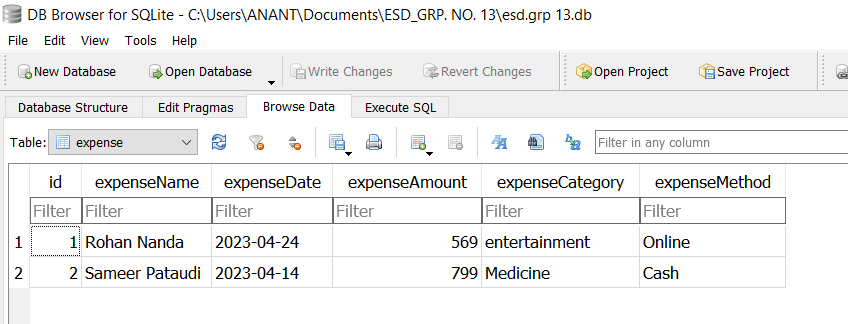 DB Browser for SQLite - C:\Users\ANANT\Documents\ESD_GRP. NO. 13\esd.grp 13.db
File Edit View Tools Help
New Database Open Database Write Changes Revert Changes Open Project Save Project
Database Structure Edit Pragmas Browse Data Execute SQL
Table: expense Filter in any column
id expenseName expenseDate expenseAmount expenseCategory expenseMethod
Filter Filter Filter Filter Filter Filter
1 1 Rohan Nanda 2023-04-24 569 entertainment Online
2 2 Sameer Pataudi 2023-04-14 799 Medicine Cash